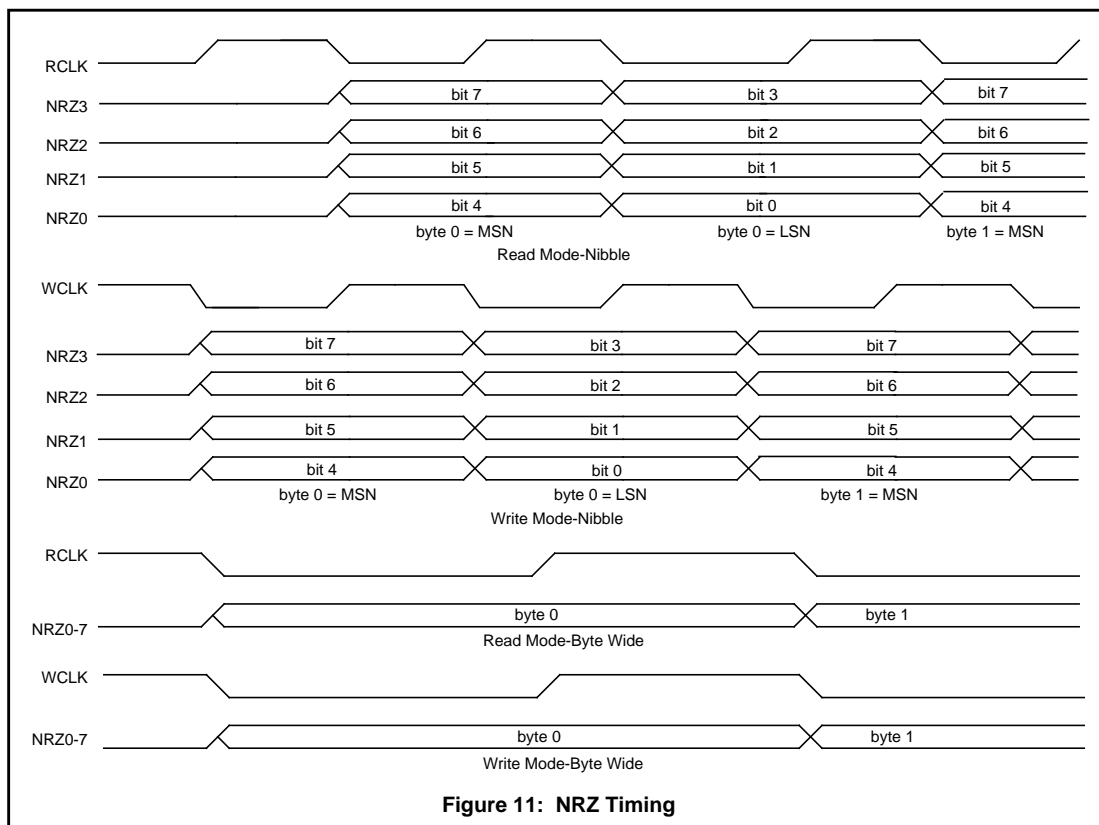 RCLK
NRZ3 bit 7 bit 3 bit 7
NRZ2 bit 6 bit 2 bit 6
NRZ1 bit 5 bit 1 bit 5
NRZ0 bit 4 bit 0 bit 4
byte 0 = MSN byte 0 = LSN byte 1 = MSN
Read Mode-Nibble
WCLK
NRZ3 bit 7 bit 3 bit 7
NRZ2 bit 6 bit 2 bit 6
NRZ1 bit 5 bit 1 bit 5
NRZ0 bit 4 bit 0 bit 4
byte 0 = MSN byte 0 = LSN byte 1 = MSN
Write Mode-Nibble
RCLK
NRZ0-7 byte 0 byte 1
Read Mode-Byte Wide
WCLK
NRZ0-7 byte 0 byte 1
Write Mode-Byte Wide
Figure 11: NRZ Timing